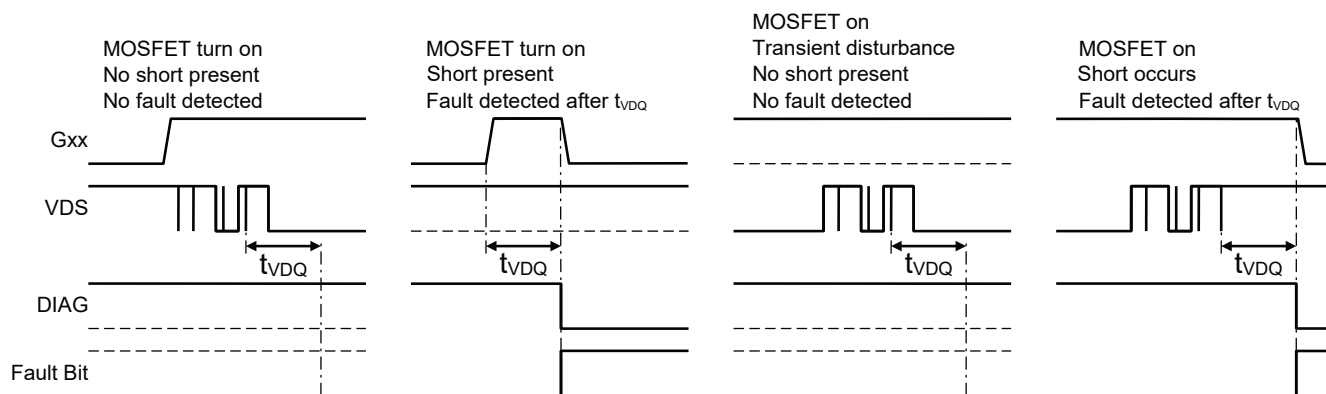 MOSFET turn on
No short present
No fault detected
MOSFET turn on
Short present
Fault detected after tVDQ
MOSFET on
Transient disturbance
No short present
No fault detected
MOSFET on
Short occurs
Fault detected after tVDQ
Gxx
VDS
tVDQ
tVDQ
tVDQ
tVDQ
DIAG
Fault Bit